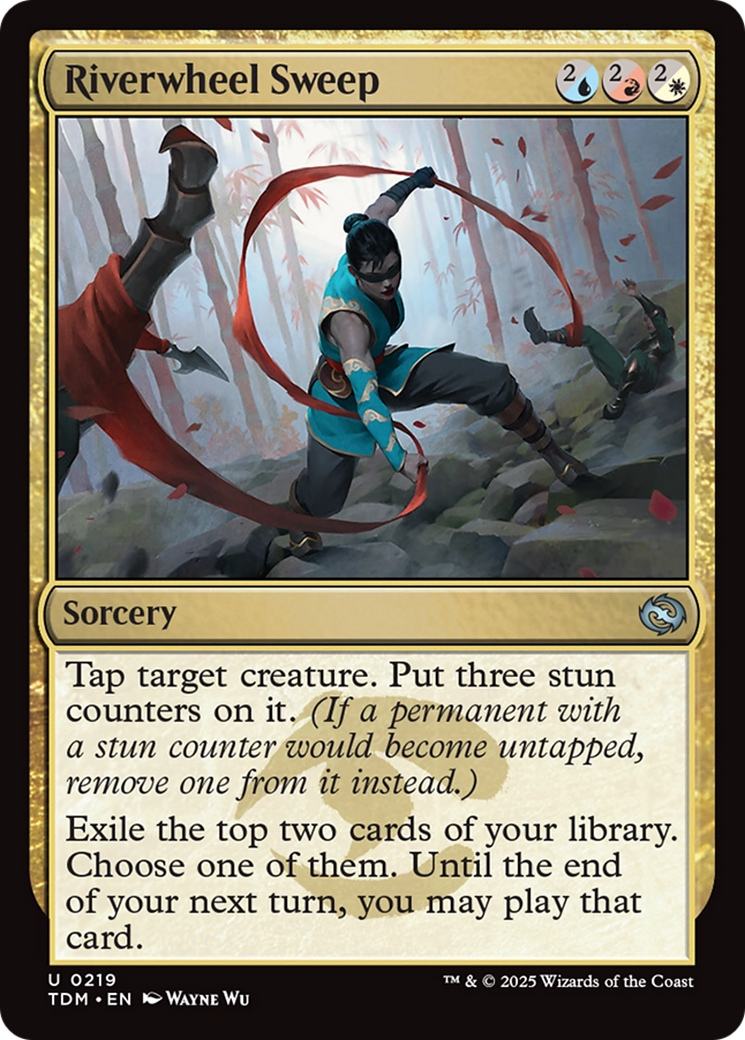 Riverwheel Sweep 2 2 2
Sorcery
Tap target creature. Put three stun
counters on it. (If a permanent with
a stun counter would become untapped,
remove one from it instead.)
Exile the top two cards of your library.
Choose one of them. Until the end
of your next turn, you may play that
card.
U 0219
TDM • EN Wayne Wu
™ & © 2025 Wizards of the Coast